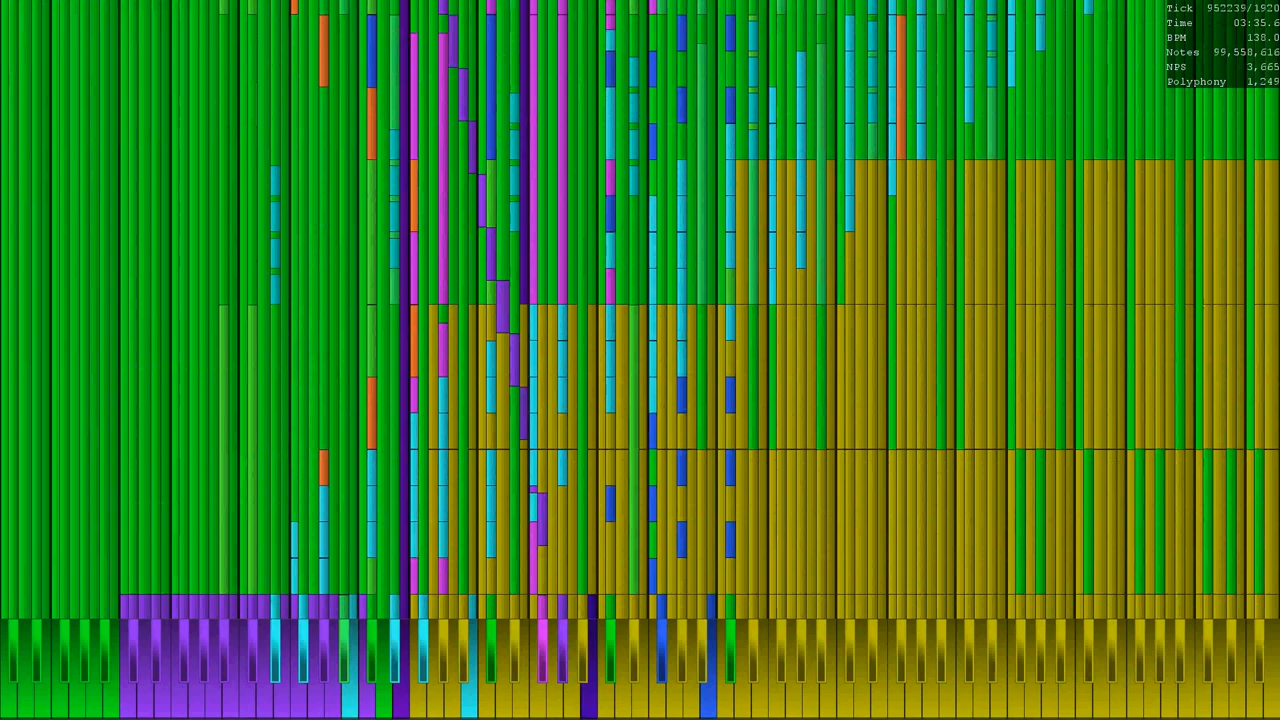 Tick 952239/1920
Time 03:35.6
BPM 138.0
Notes 99,558,616
NPS 3,665
Polyphony 1,249